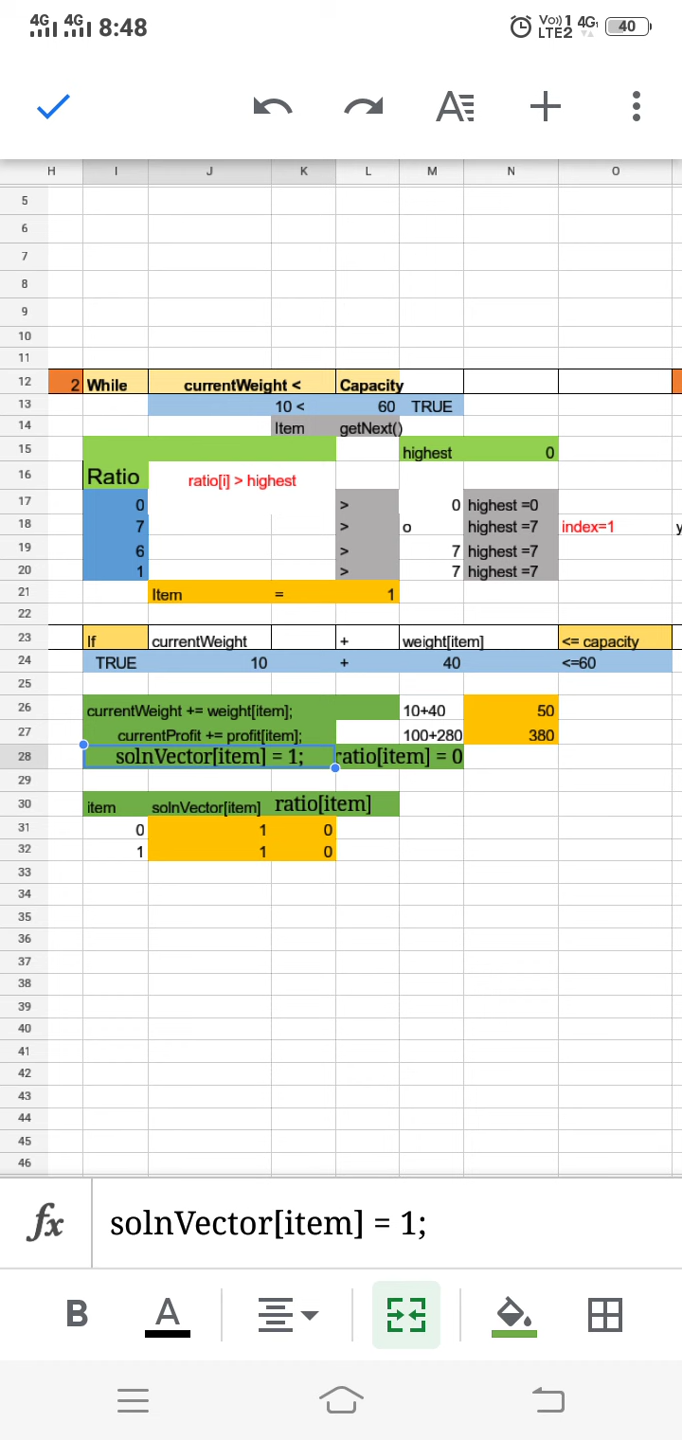 4G 4G 8:48 Vo)) 1 LTE2 4G 40
H I J K L M N O
5
6
7
8
9
10
11
12 2 While currentWeight < Capacity
13 10 < 60 TRUE
14 Item getNext()
15 highest 0
16 Ratio ratio[i] > highest
17 0 > 0 highest =0
18 7 > o highest =7 index=1 y
19 6 > 7 highest =7
20 1 > 7 highest =7
21 Item = 1
22
23 If currentWeight + weight[item] <= capacity
24 TRUE 10 + 40 <=60
25
26 currentWeight += weight[item]; 10+40 50
27 currentProfit += profit[item]; 100+280 380
28 solnVector[item] = 1; ratio[item] = 0
29
30 item solnVector[item] ratio[item]
31 0 1 0
32 1 1 0
33
34
35
36
37
38
39
40
41
42
43
44
45
46
fx solnVector[item] = 1;
B A